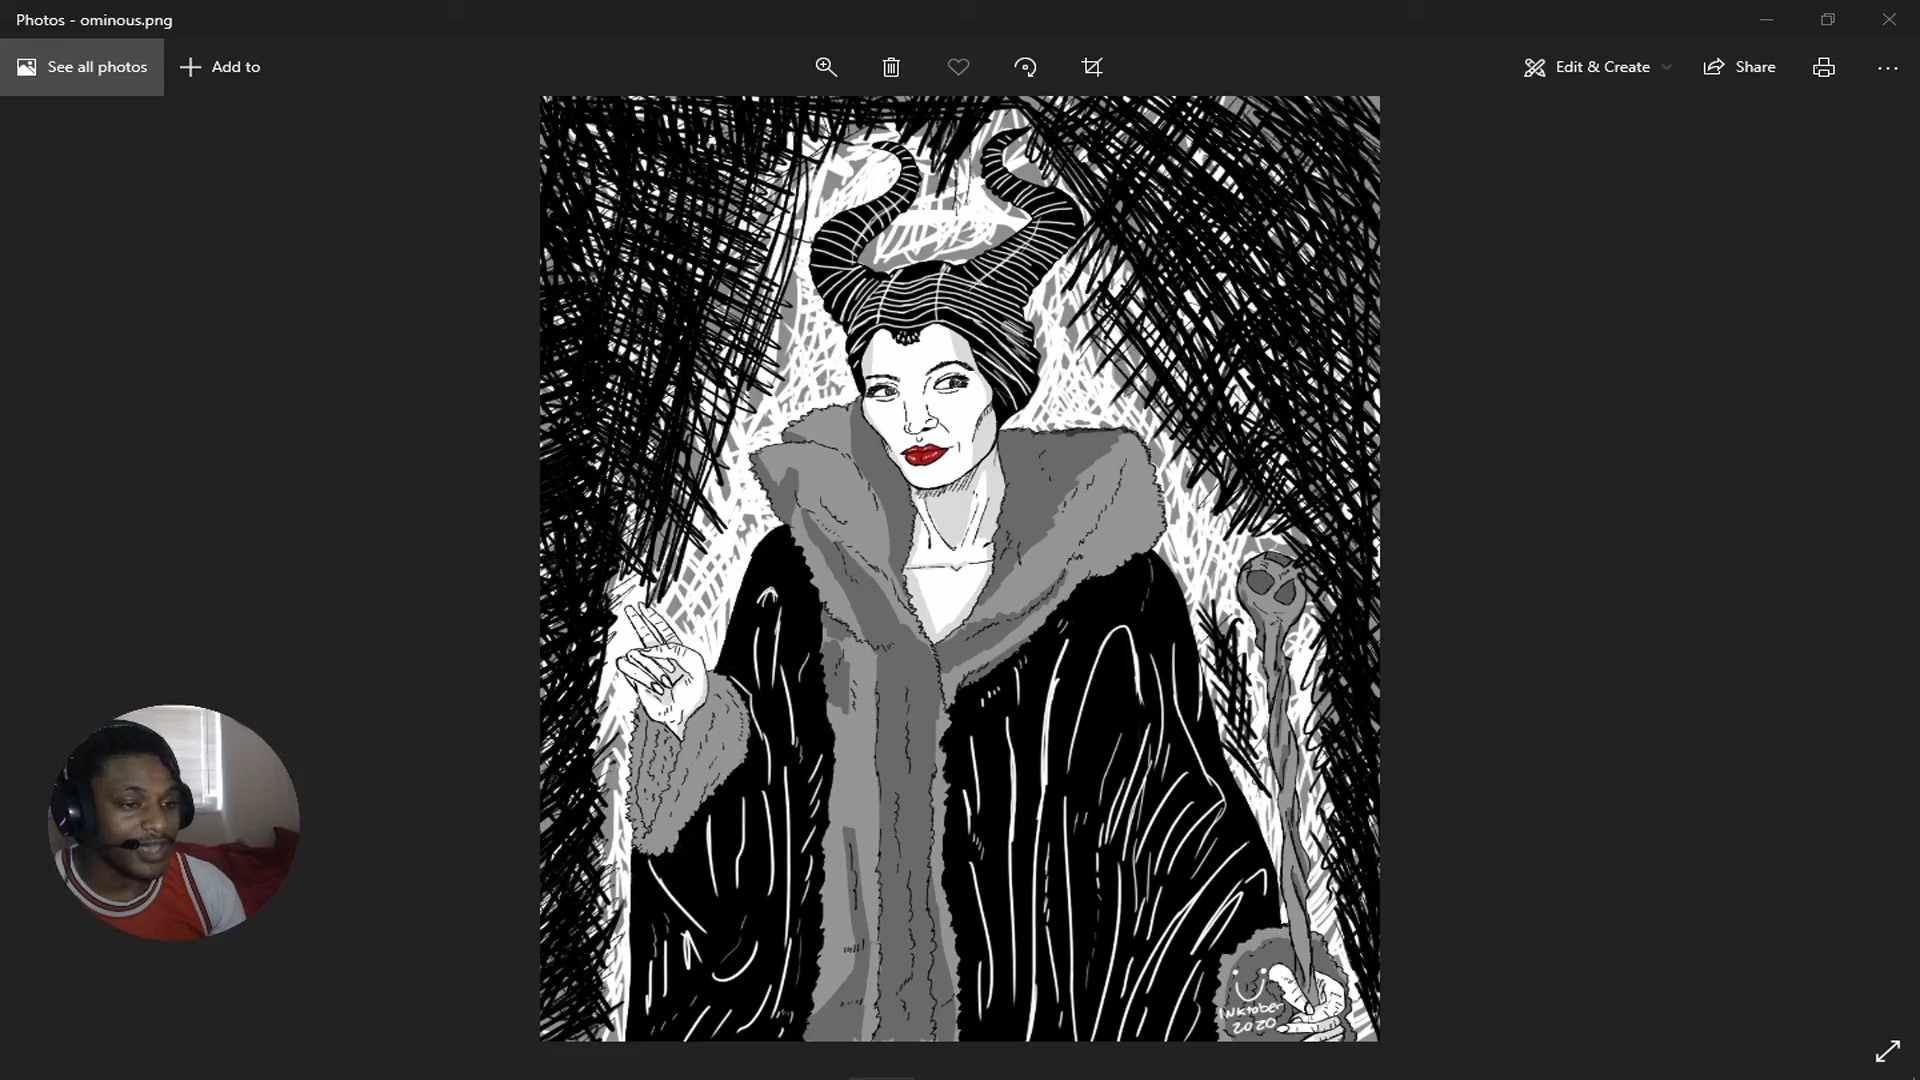 Photos - ominous.png
See all photos
Add to
Edit & Create
Share
INKtober
2020